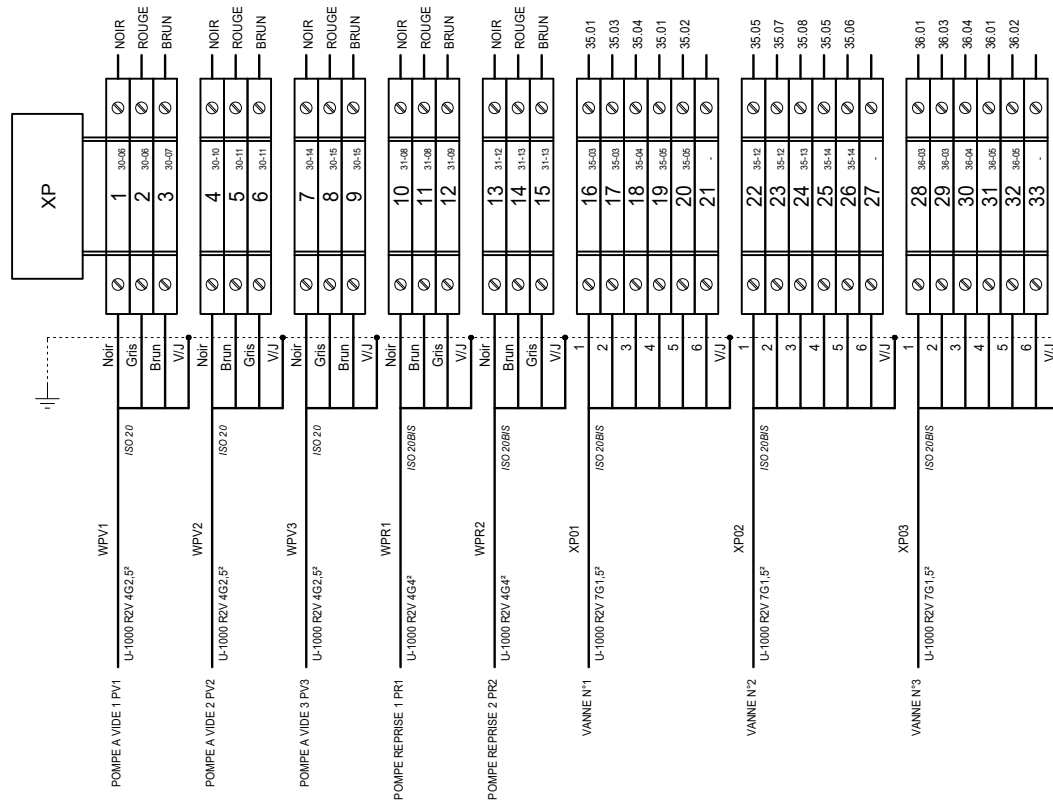 XP
POMPE A VIDE 1 PV1
WPV1
U-1000 R2V 4G2,5²
ISO 20
Noir 1 30-06 NOIR
Gris 2 30-06 ROUGE
Brun 3 30-07 BRUN
V/J
POMPE A VIDE 2 PV2
WPV2
U-1000 R2V 4G2,5²
ISO 20
Noir 4 30-10 NOIR
Brun 5 30-11 ROUGE
Gris 6 30-11 BRUN
V/J
POMPE A VIDE 3 PV3
WPV3
U-1000 R2V 4G2,5²
ISO 20
Noir 7 30-14 NOIR
Gris 8 30-15 ROUGE
Brun 9 30-15 BRUN
V/J
POMPE REPRISE 1 PR1
WPR1
U-1000 R2V 4G4²
ISO 20BIS
Noir 10 31-08 NOIR
Brun 11 31-08 ROUGE
Gris 12 31-09 BRUN
V/J
POMPE REPRISE 2 PR2
WPR2
U-1000 R2V 4G4²
ISO 20BIS
Noir 13 31-12 NOIR
Brun 14 31-13 ROUGE
Gris 15 31-13 BRUN
V/J
VANNE N°1
XP01
U-1000 R2V 7G1,5²
ISO 20BIS
1 16 35-03 35.01
2 17 35-03 35.03
3 18 35-04 35.04
4 19 35-05 35.01
5 20 35-05 35.02
6 21 -
V/J
VANNE N°2
XP02
U-1000 R2V 7G1,5²
ISO 20BIS
1 22 35-12 35.05
2 23 35-12 35.07
3 24 35-13 35.08
4 25 35-14 35.05
5 26 35-14 35.06
6 27 -
V/J
VANNE N°3
XP03
U-1000 R2V 7G1,5²
ISO 20BIS
1 28 36-03 36.01
2 29 36-03 36.03
3 30 36-04 36.04
4 31 36-05 36.01
5 32 36-05 36.02
6 33 -
V/J